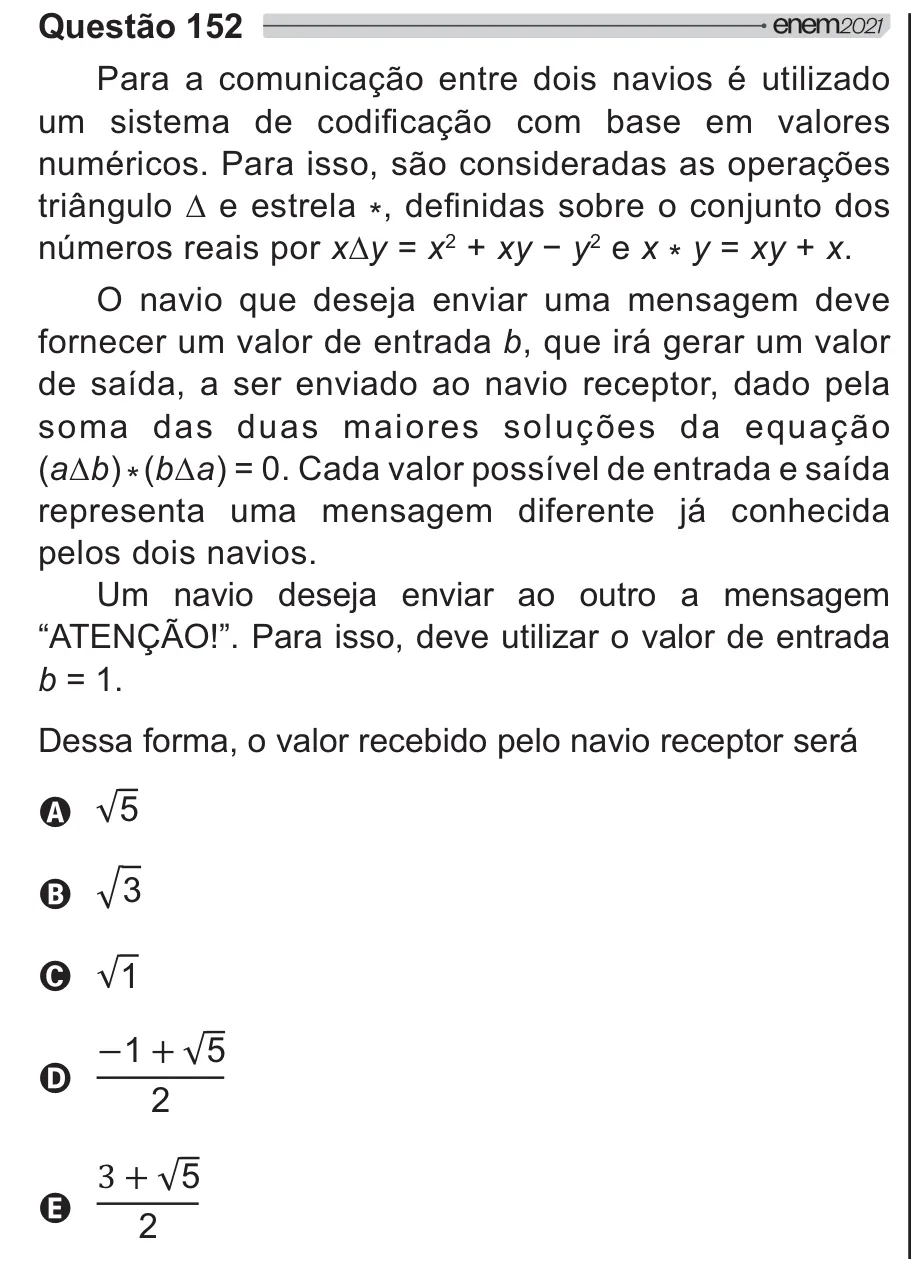 Questão 152 enem2021
Para a comunicação entre dois navios é utilizado
um sistema de codificação com base em valores
numéricos. Para isso, são consideradas as operações
triângulo Δ e estrela *, definidas sobre o conjunto dos
números reais por xΔy = x² + xy − y² e x * y = xy + x.
O navio que deseja enviar uma mensagem deve
fornecer um valor de entrada b, que irá gerar um valor
de saída, a ser enviado ao navio receptor, dado pela
soma das duas maiores soluções da equação
(aΔb)*(bΔa) = 0. Cada valor possível de entrada e saída
representa uma mensagem diferente já conhecida
pelos dois navios.
Um navio deseja enviar ao outro a mensagem
“ATENÇÃO!”. Para isso, deve utilizar o valor de entrada
b = 1.
Dessa forma, o valor recebido pelo navio receptor será
A √5
B √3
C √1
D (−1 + √5)/2
E (3 + √5)/2